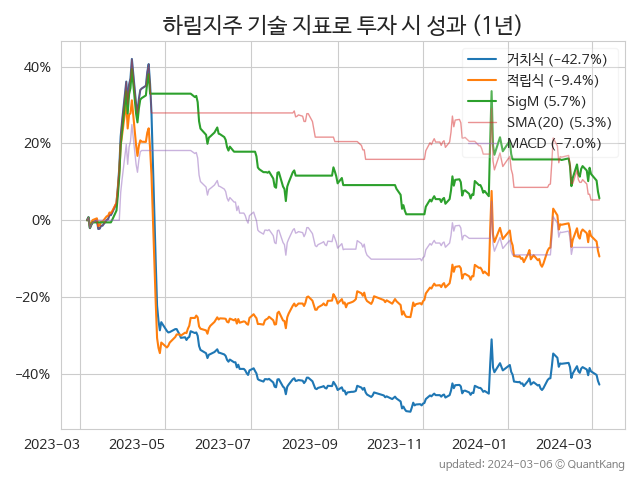 하림지주 기술 지표로 투자 시 성과 (1년)
거치식 (−42.7%)
적립식 (−9.4%)
SigM (5.7%)
SMA(20) (5.3%)
MACD (−7.0%)
40%
20%
0%
−20%
−40%
2023-03 2023-05 2023-07 2023-09 2023-11 2024-01 2024-03
updated: 2024-03-06 © QuantKang